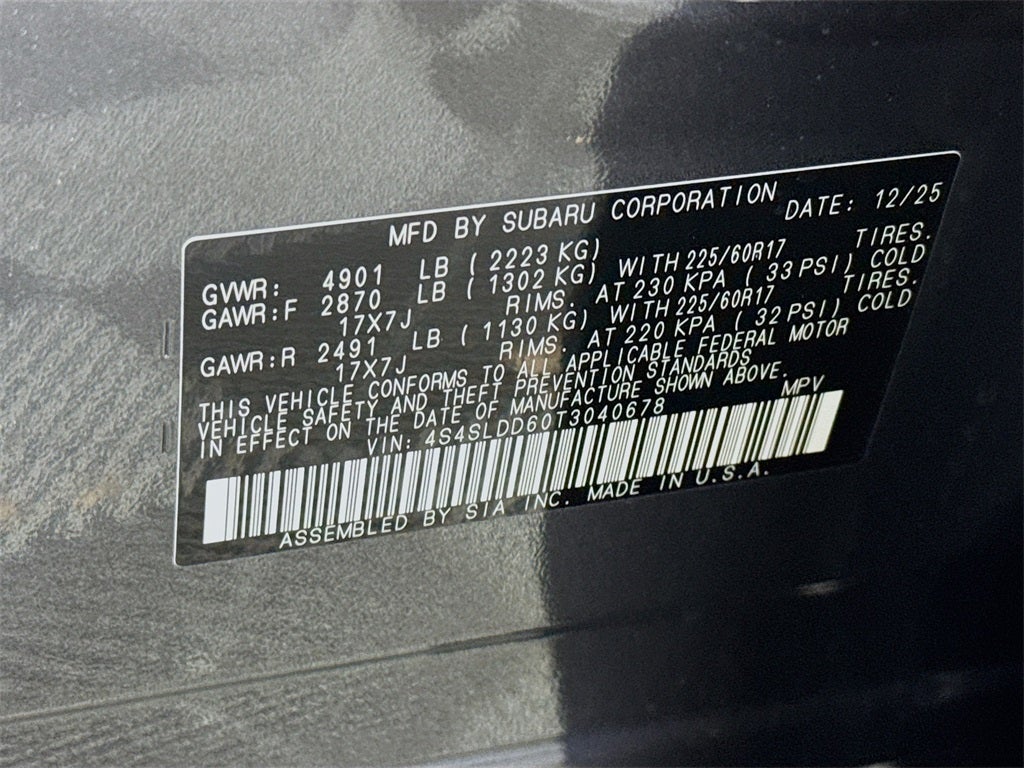 MFD BY SUBARU CORPORATION DATE: 12/25
GVWR: 4901 LB ( 2223 KG)
GAWR:F 2870 LB ( 1302 KG) WITH 225/60R17 TIRES.
17X7J RIMS. AT 230 KPA ( 33 PSI) COLD
GAWR:R 2491 LB ( 1130 KG) WITH 225/60R17 TIRES.
17X7J RIMS. AT 220 KPA ( 32 PSI) COLD
THIS VEHICLE CONFORMS TO ALL APPLICABLE FEDERAL MOTOR
VEHICLE SAFETY AND THEFT PREVENTION STANDARDS
IN EFFECT ON THE DATE OF MANUFACTURE SHOWN ABOVE.
VIN: 4S4SLDD60T3040678 MPV
ASSEMBLED BY SIA INC. MADE IN U.S.A.